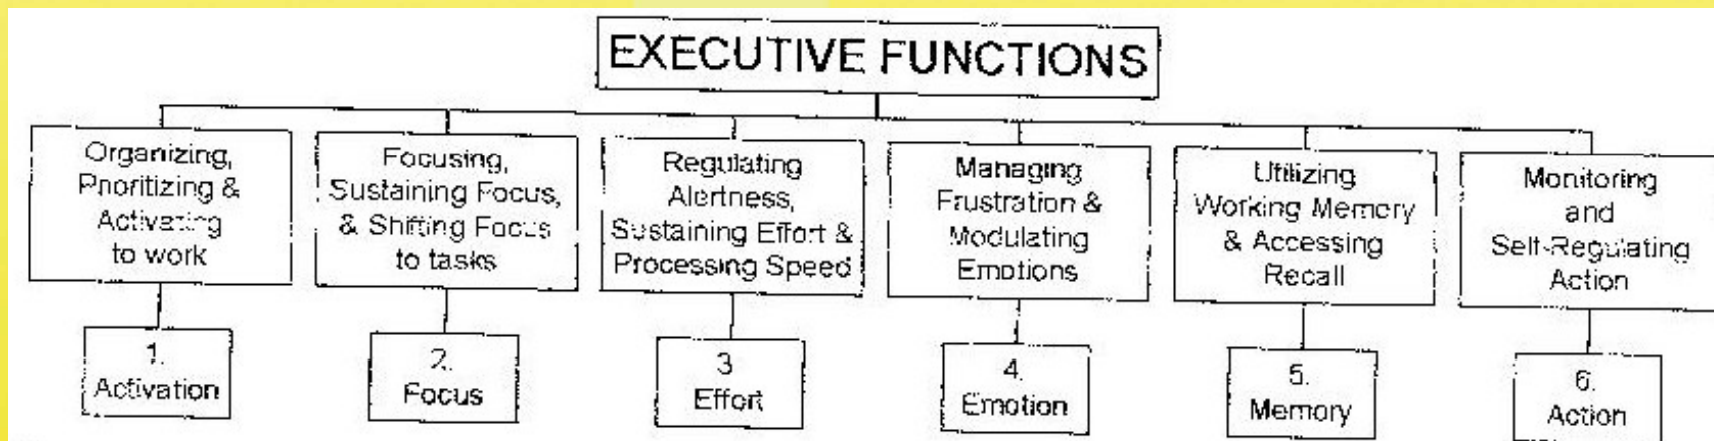 EXECUTIVE FUNCTIONS
Organizing,
Prioritizing &
Activating
to work
Focusing,
Sustaining Focus,
& Shifting Focus
to tasks
Regulating
Alertness,
Sustaining Effort &
Processing Speed
Managing
Frustration &
Modulating
Emotions
Utilizing
Working Memory
& Accessing
Recall
Monitoring
and
Self-Regulating
Action
1.
Activation
2.
Focus
3
Effort
4.
Emotion
5.
Memory
6.
Action